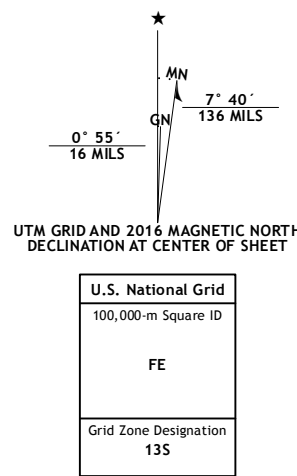 ★
MN
7° 40´
136 MILS
GN
0° 55´
16 MILS
UTM GRID AND 2016 MAGNETIC NORTH
DECLINATION AT CENTER OF SHEET
U.S. National Grid
100,000-m Square ID
FE
Grid Zone Designation
13S